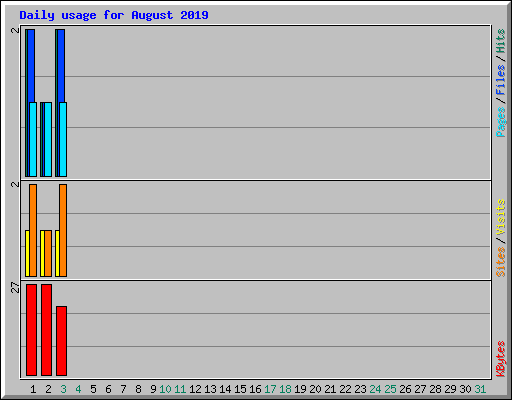 Daily usage for August 2019
2
2
27
Pages / Files / Hits
Sites / Visits
KBytes
1 2 3 4 5 6 7 8 9 10 11 12 13 14 15 16 17 18 19 20 21 22 23 24 25 26 27 28 29 30 31